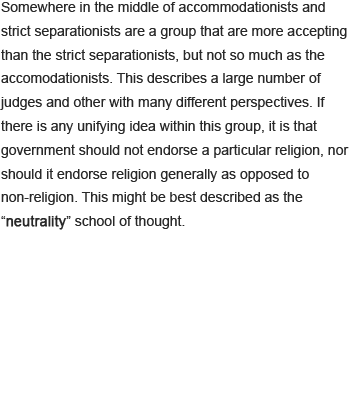 Somewhere in the middle of accommodationists and
strict separationists are a group that are more accepting
than the strict separationists, but not so much as the
accomodationists. This describes a large number of
judges and other with many different perspectives. If
there is any unifying idea within this group, it is that
government should not endorse a particular religion, nor
should it endorse religion generally as opposed to
non-religion. This might be best described as the
“neutrality” school of thought.